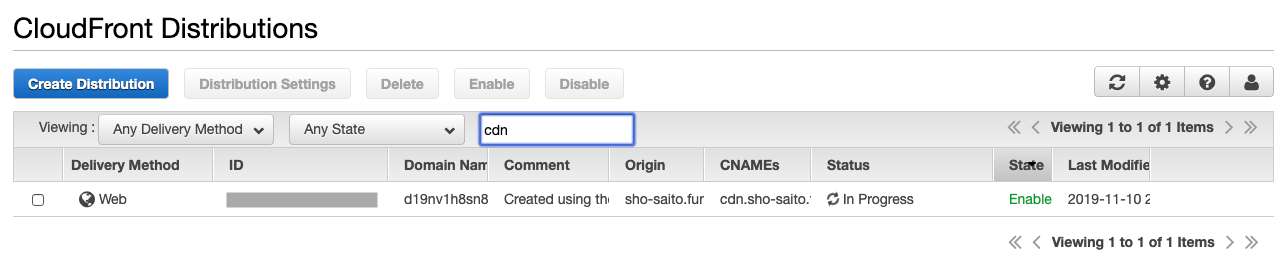 CloudFront Distributions
Create Distribution Distribution Settings Delete Enable Disable
Viewing : Any Delivery Method Any State cdn Viewing 1 to 1 of 1 Items
Delivery Method ID Domain Nam Comment Origin CNAMEs Status State Last Modifie
Web d19nv1h8sn8 Created using the sho-saito.fur cdn.sho-saito. In Progress Enable 2019-11-10 2
Viewing 1 to 1 of 1 Items